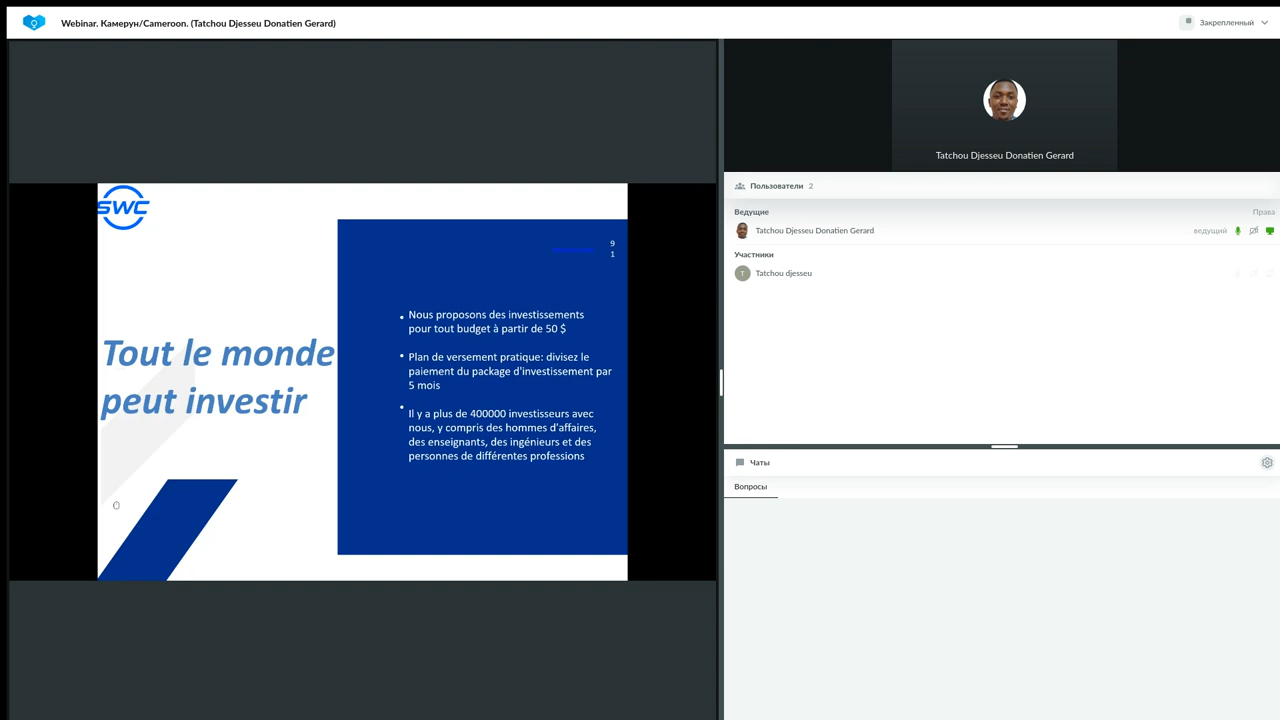 Webinar. Камерун/Cameroon. (Tatchou Djesseu Donatien Gerard)
Закрепленный
SWC
Tout le monde
peut investir
9
1
• Nous proposons des investissements
pour tout budget à partir de 50 $
• Plan de versement pratique: divisez le
paiement du package d'investissement par
5 mois
• Il y a plus de 400000 investisseurs avec
nous, y compris des hommes d'affaires,
des enseignants, des ingénieurs et des
personnes de différentes professions
Tatchou Djesseu Donatien Gerard
Пользователи 2
Ведущие Права
Tatchou Djesseu Donatien Gerard ведущий
Участники
T Tatchou djesseu
Чаты
Вопросы